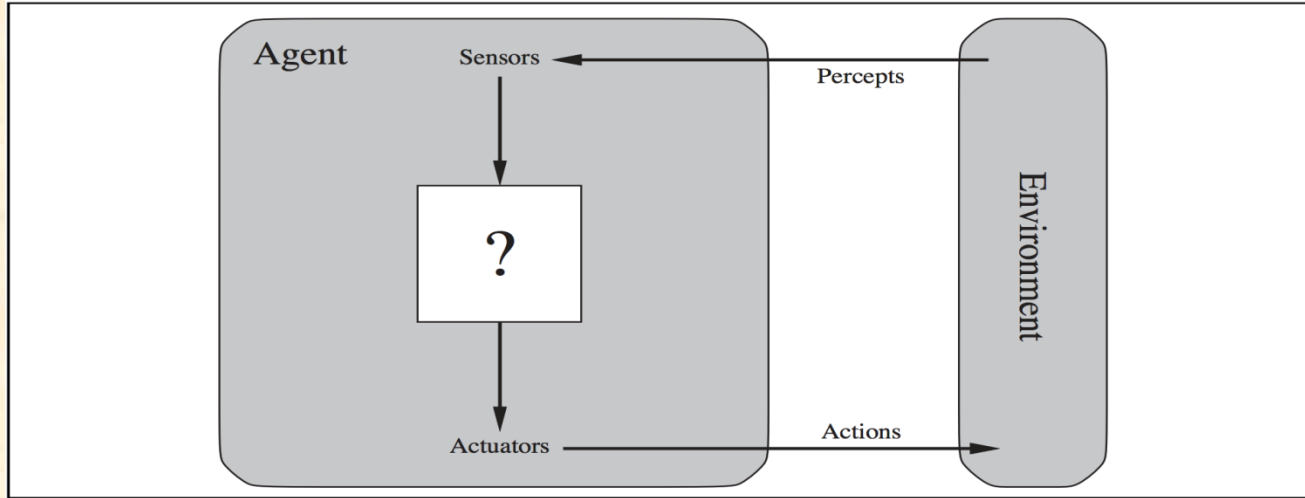 Agent
Sensors
Percepts
?
Environment
Actuators
Actions